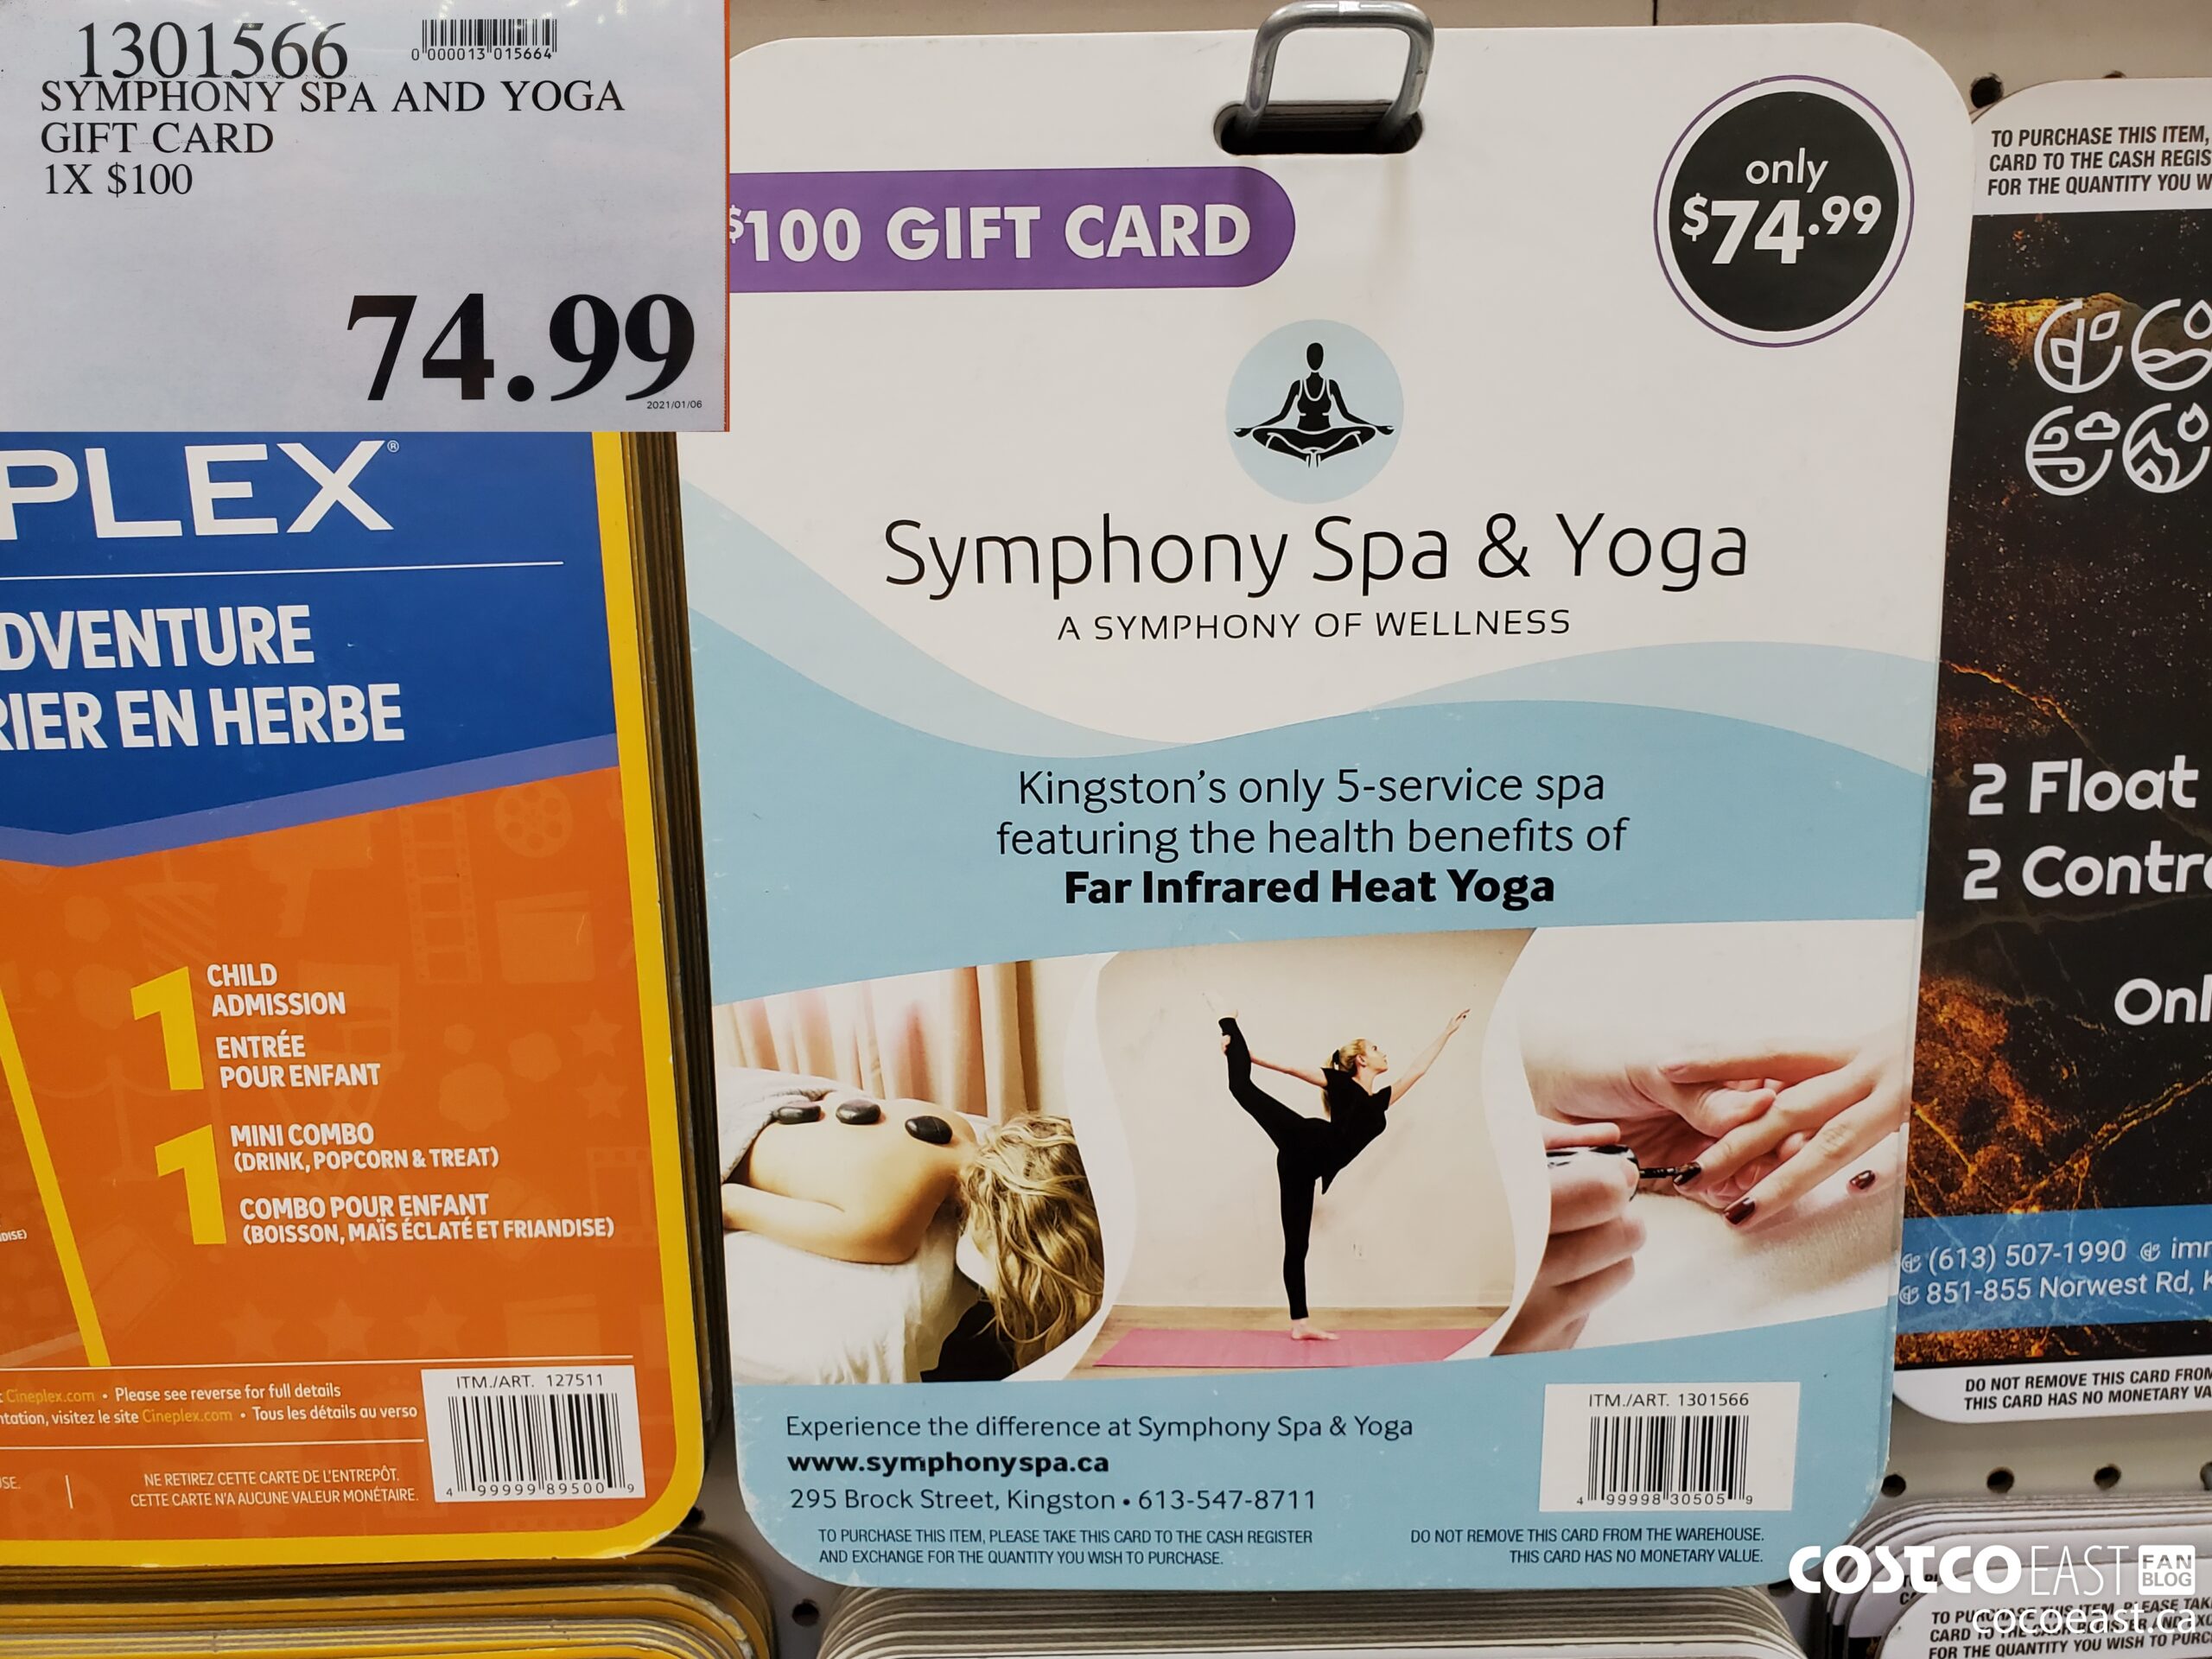 1301566
0 000013 015664
SYMPHONY SPA AND YOGA
GIFT CARD
1X $100
74.99
2021/01/06
PLEX®
DVENTURE
RIER EN HERBE
1 CHILD
ADMISSION
ENTRÉE
POUR ENFANT
1 MINI COMBO
(DRINK, POPCORN & TREAT)
COMBO POUR ENFANT
(BOISSON, MAÏS ÉCLATÉ ET FRIANDISE)
Cineplex.com • Please see reverse for full details
ntation, visitez le site Cineplex.com • Tous les détails au verso
NE RETIREZ CETTE CARTE DE L'ENTREPÔT.
CETTE CARTE N'A AUCUNE VALEUR MONÉTAIRE.
ITM./ART. 127511
4 99999 89500 9
$100 GIFT CARD
only
$74.99
Symphony Spa & Yoga
A SYMPHONY OF WELLNESS
Kingston's only 5-service spa
featuring the health benefits of
Far Infrared Heat Yoga
Experience the difference at Symphony Spa & Yoga
www.symphonyspa.ca
295 Brock Street, Kingston • 613-547-8711
TO PURCHASE THIS ITEM, PLEASE TAKE THIS CARD TO THE CASH REGISTER
AND EXCHANGE FOR THE QUANTITY YOU WISH TO PURCHASE.
ITM./ART. 1301566
4 99998 30505 9
DO NOT REMOVE THIS CARD FROM THE WAREHOUSE.
THIS CARD HAS NO MONETARY VALUE.
TO PURCHASE THIS ITEM,
CARD TO THE CASH REGIS
FOR THE QUANTITY YOU W
2 Float
2 Contr
Onl
(613) 507-1990
851-855 Norwest Rd,
DO NOT REMOVE THIS CARD FROM
THIS CARD HAS NO MONETARY VA
COSTCO EAST FAN BLOG
cocoeast.ca
FOR THE QUANTITY YOU WISH TO PURC